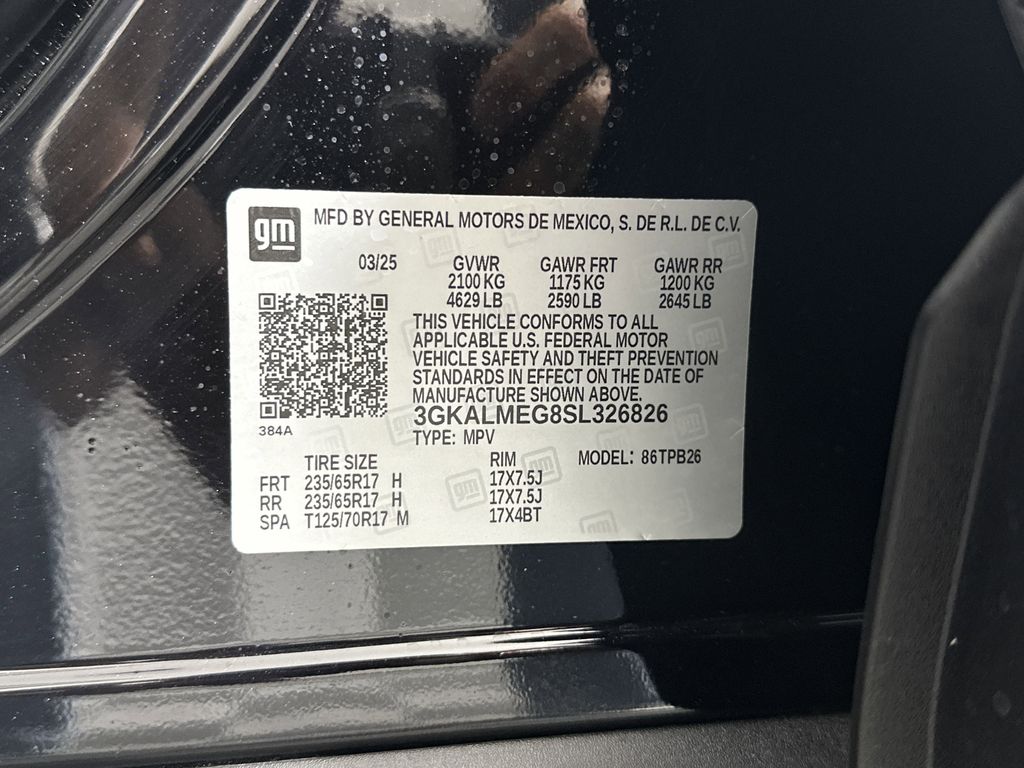 gm MFD BY GENERAL MOTORS DE MEXICO, S. DE R.L. DE C.V.
03/25 GVWR GAWR FRT GAWR RR
2100 KG 1175 KG 1200 KG
4629 LB 2590 LB 2645 LB
THIS VEHICLE CONFORMS TO ALL
APPLICABLE U.S. FEDERAL MOTOR
VEHICLE SAFETY AND THEFT PREVENTION
STANDARDS IN EFFECT ON THE DATE OF
MANUFACTURE SHOWN ABOVE.
3GKALMEG8SL326826
384A
TYPE: MPV
TIRE SIZE RIM MODEL: 86TPB26
FRT 235/65R17 H 17X7.5J
RR 235/65R17 H 17X7.5J
SPA T125/70R17 M 17X4BT